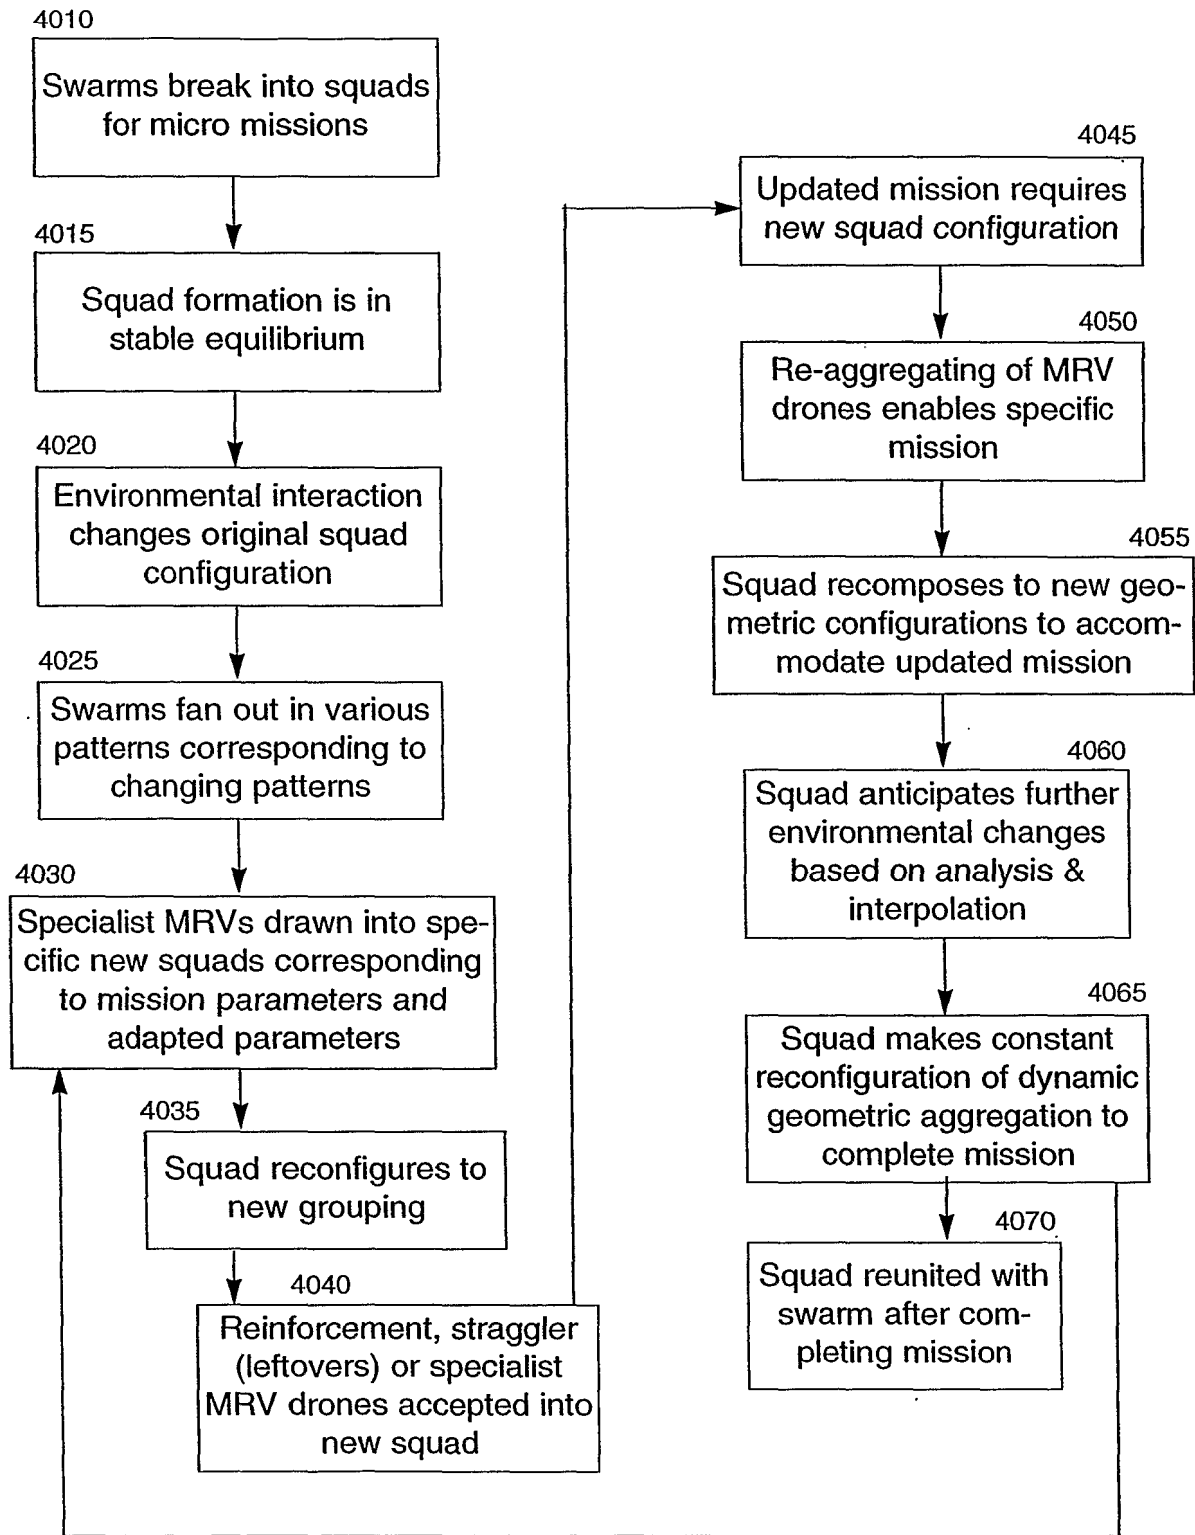 4010
Swarms break into squads
for micro missions
4015
Squad formation is in
stable equilibrium
4020
Environmental interaction
changes original squad
configuration
4025
Swarms fan out in various
patterns corresponding to
changing patterns
4030
Specialist MRVs drawn into spe-
cific new squads corresponding
to mission parameters and
adapted parameters
4035
Squad reconfigures to
new grouping
4040
Reinforcement, straggler
(leftovers) or specialist
MRV drones accepted into
new squad
4045
Updated mission requires
new squad configuration
4050
Re-aggregating of MRV
drones enables specific
mission
4055
Squad recomposes to new geo-
metric configurations to accom-
modate updated mission
4060
Squad anticipates further
environmental changes
based on analysis &
interpolation
4065
Squad makes constant
reconfiguration of dynamic
geometric aggregation to
complete mission
4070
Squad reunited with
swarm after com-
pleting mission